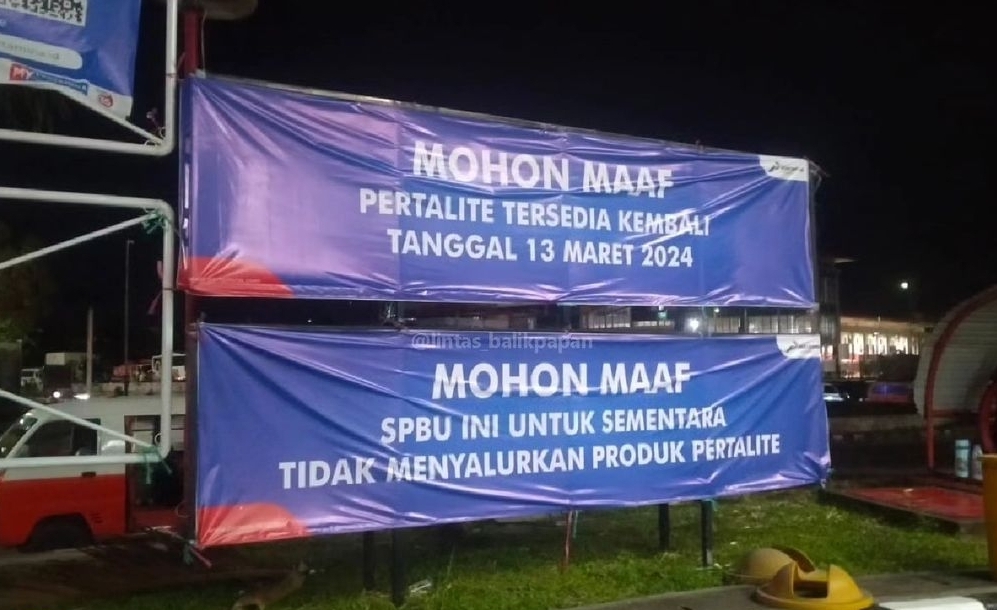 MY
MOHON MAAF
PERTALITE TERSEDIA KEMBALI
TANGGAL 13 MARET 2024
@lintas_balikpapan
MOHON MAAF
SPBU INI UNTUK SEMENTARA
TIDAK MENYALURKAN PRODUK PERTALITE